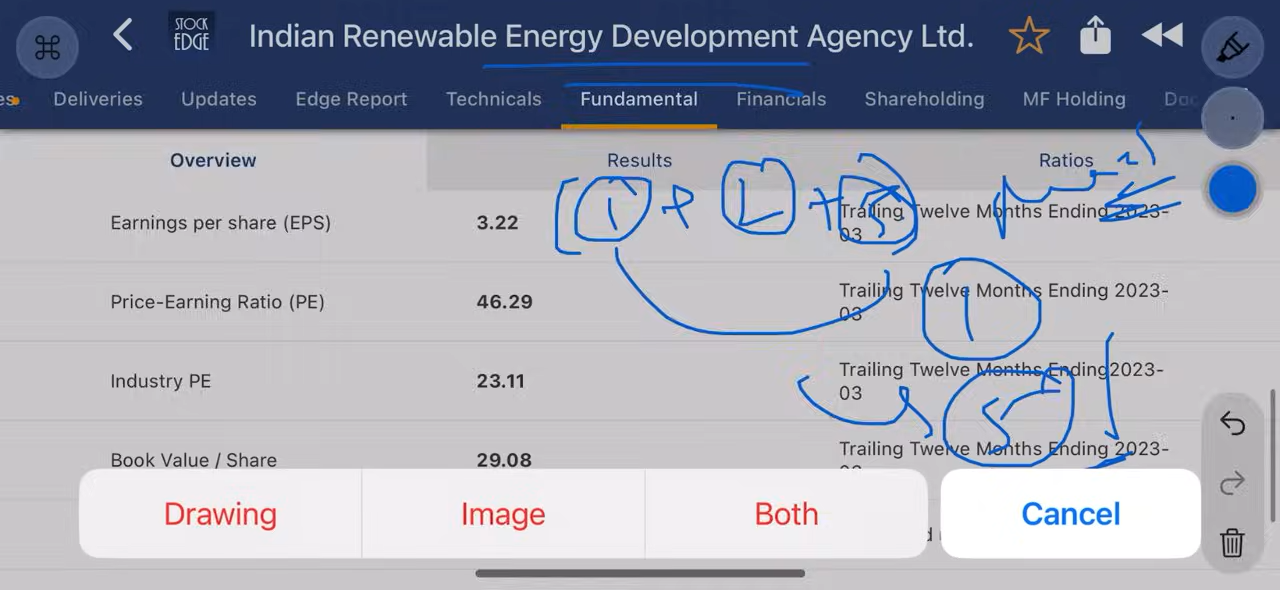 STOCK EDGE
Indian Renewable Energy Development Agency Ltd.
Deliveries Updates Edge Report Technicals Fundamental Financials Shareholding MF Holding
Overview Results Ratios
Earnings per share (EPS) 3.22 Trailing Twelve Months Ending 2023-
03
Price-Earning Ratio (PE) 46.29 Trailing Twelve Months Ending 2023-
03
Industry PE 23.11 Trailing Twelve Months Ending2023-
03
Book Value / Share 29.08 Trailing Twelve Months Ending 2023-
Drawing Image Both Cancel